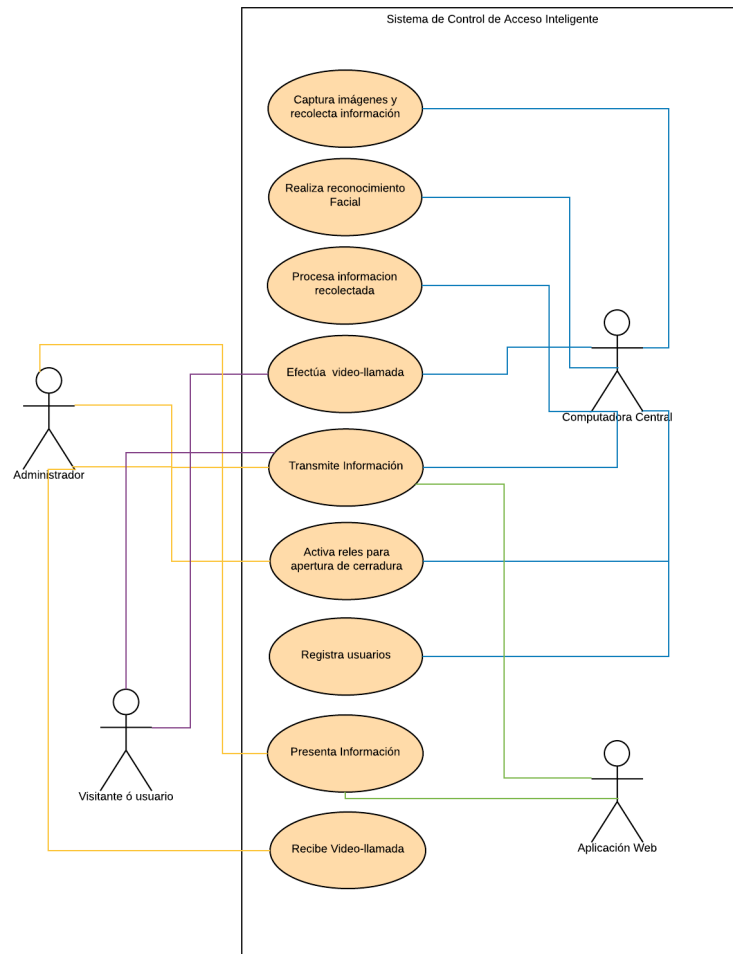 Sistema de Control de Acceso Inteligente
Captura imágenes y
recolecta información
Realiza reconocimiento
Facial
Procesa informacion
recolectada
Efectúa video-llamada
Computadora Central
Transmite Información
Administrador
Activa reles para
apertura de cerradura
Registra usuarios
Presenta Información
Visitante ó usuario
Recibe Video-llamada
Aplicación Web